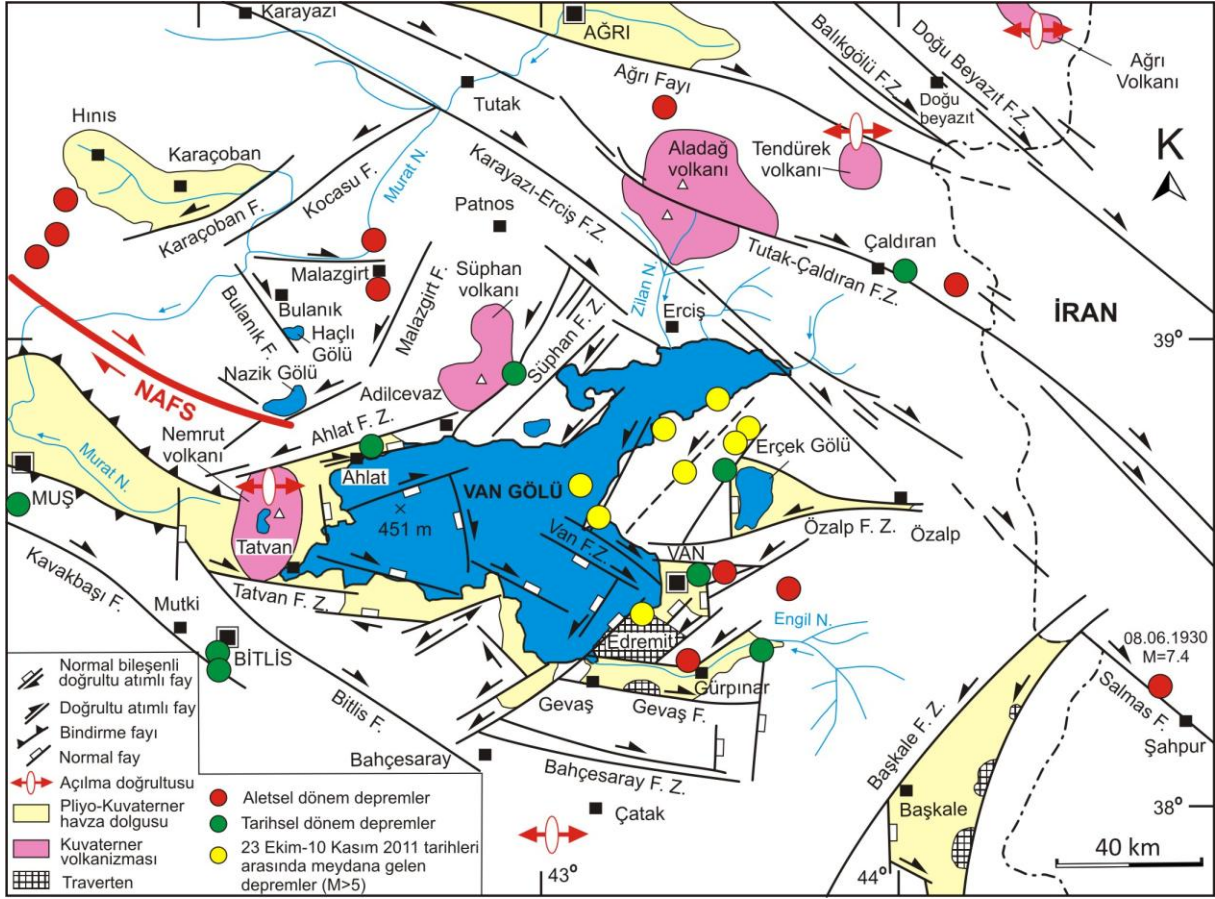 Karayazı
AĞRI
Ağrı Fayı
Balıkgölü F.Z.
Doğu Beyazıt F.Z.
Doğu
beyazıt
Ağrı
Volkanı
Tutak
Hınıs
Karaçoban
Karaçoban F.
Kocasu F.
Murat N.
Karayazı-Erciş F.Z.
Aladağ
volkanı
Tendürek
volkanı
K
Patnos
Malazgirt
Bulanık
Bulanık F.
Haçlı
Gölü
Malazgirt F.
Süphan
volkanı
Süphan F.Z.
Zilan N.
Erciş
Tutak-Çaldıran F.Z.
Çaldıran
İRAN
39º
NAFS
Nazik Gölü
Adilcevaz
Ahlat F. Z.
Nemrut
volkanı
Murat N.
MUŞ
Ahlat
VAN GÖLÜ
451 m
Erçek Gölü
Özalp F. Z.
Özalp
Tatvan
Tatvan F. Z.
Van F.Z.
VAN
Kavakbaşı F.
Mutki
BİTLİS
Bitlis F.
Edremit
Engil N.
Gürpınar
Gevaş
Gevaş F.
Bahçesaray
Bahçesaray F. Z.
Çatak
Başkale F. Z.
Başkale
08.06.1930
M=7.4
Salmas F.
Şahpur
38º
43º
44º
40 km
Normal bileşenli
doğrultu atımlı fay
Doğrultu atımlı fay
Bindirme fayı
Normal fay
Açılma doğrultusu
Pliyo-Kuvaterner
havza dolgusu
Kuvaterner
volkanizması
Traverten
Aletsel dönem depremler
Tarihsel dönem depremler
23 Ekim-10 Kasım 2011 tarihleri
arasında meydana gelen
depremler (M>5)